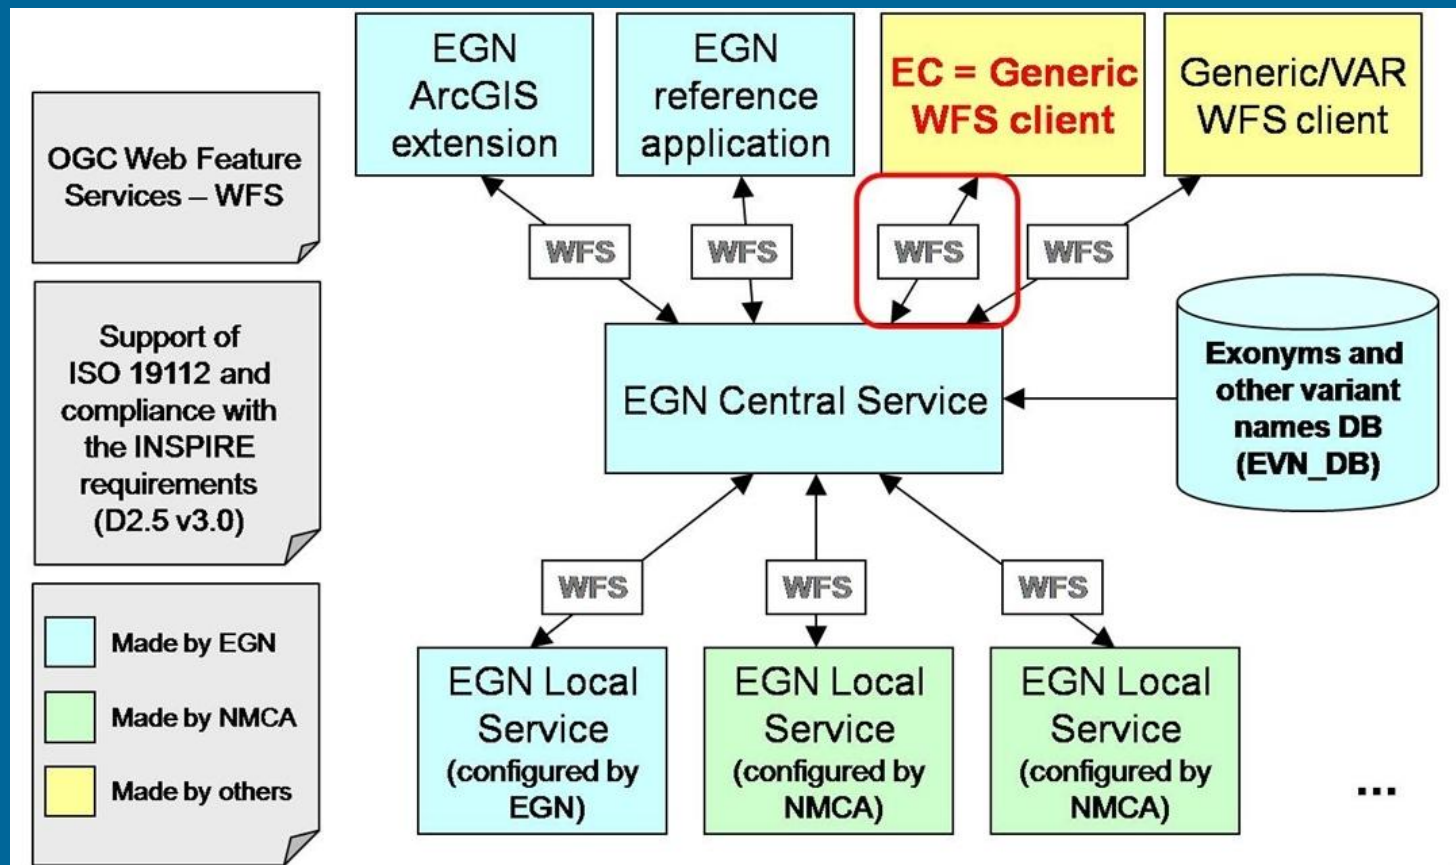 OGC Web Feature
Services – WFS
Support of
ISO 19112 and
compliance with
the INSPIRE
requirements
(D2.5 v3.0)
Made by EGN
Made by NMCA
Made by others
EGN
ArcGIS
extension
EGN
reference
application
EC = Generic
WFS client
Generic/VAR
WFS client
WFS
WFS
WFS
WFS
EGN Central Service
Exonyms and
other variant
names DB
(EVN_DB)
WFS
WFS
WFS
EGN Local
Service
(configured by
EGN)
EGN Local
Service
(configured by
NMCA)
EGN Local
Service
(configured by
NMCA)
...